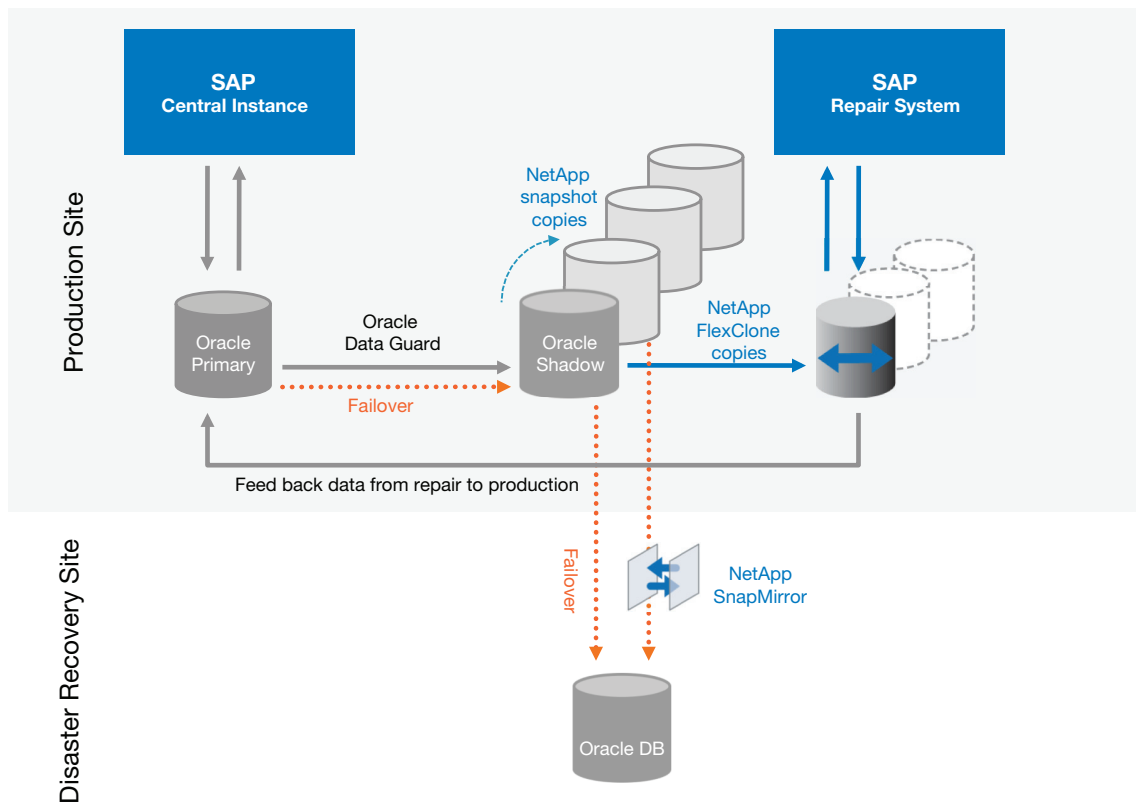 Production Site
SAP
Central Instance
SAP
Repair System
NetApp
snapshot
copies
Oracle
Primary
Oracle
Data Guard
Failover
Oracle
Shadow
NetApp
FlexClone
copies
Feed back data from repair to production
Disaster Recovery Site
Failover
NetApp
SnapMirror
Oracle DB